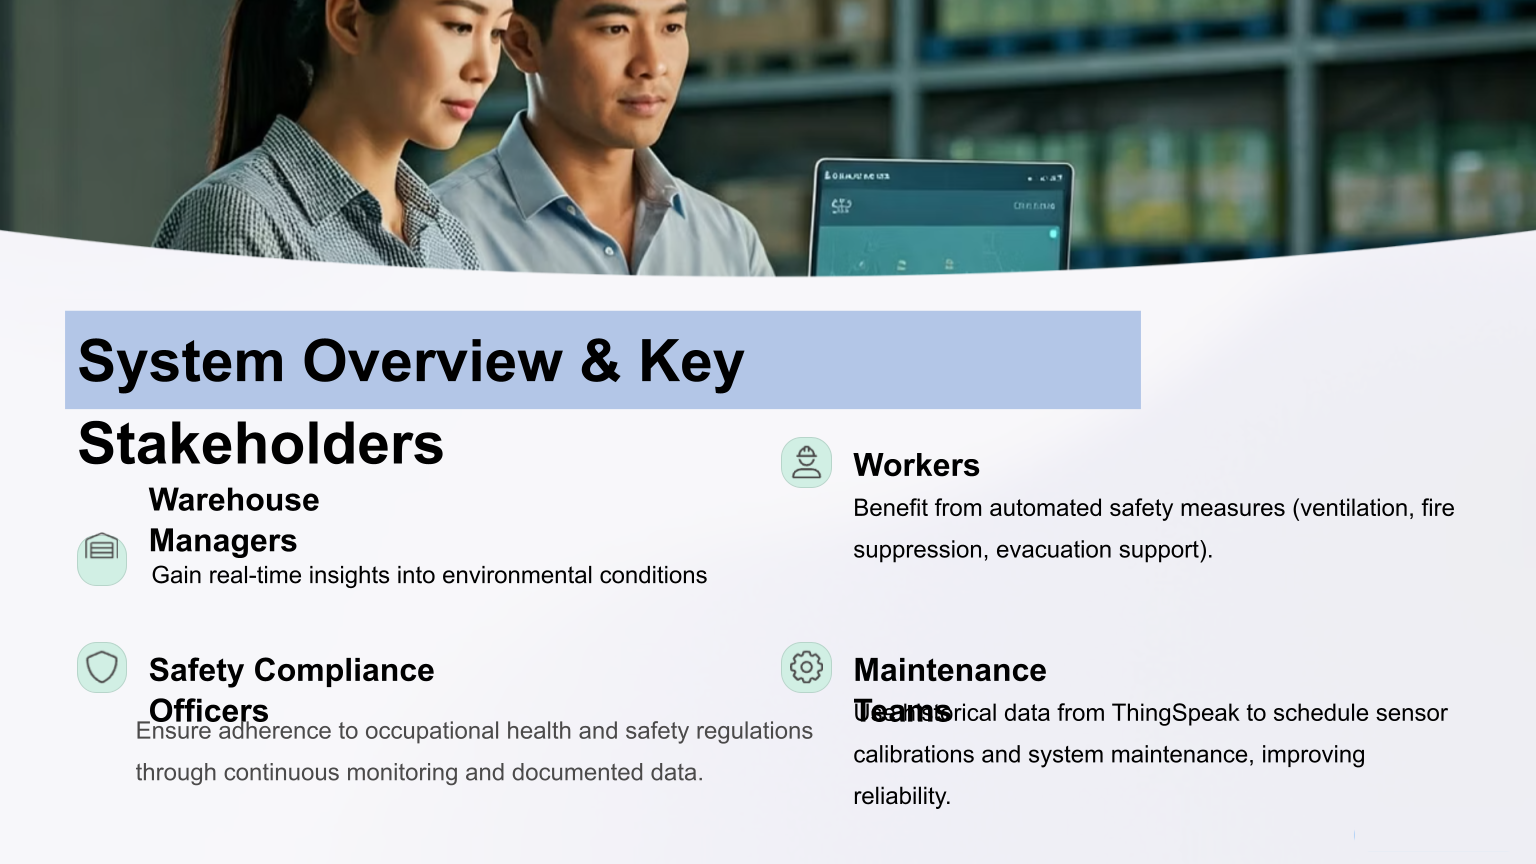 System Overview & Key
Stakeholders
Warehouse
Managers
Gain real-time insights into environmental conditions
Workers
Benefit from automated safety measures (ventilation, fire
suppression, evacuation support).
Safety Compliance
Officers
Ensure adherence to occupational health and safety regulations
through continuous monitoring and documented data.
Maintenance
Teams
Use historical data from ThingSpeak to schedule sensor
calibrations and system maintenance, improving
reliability.